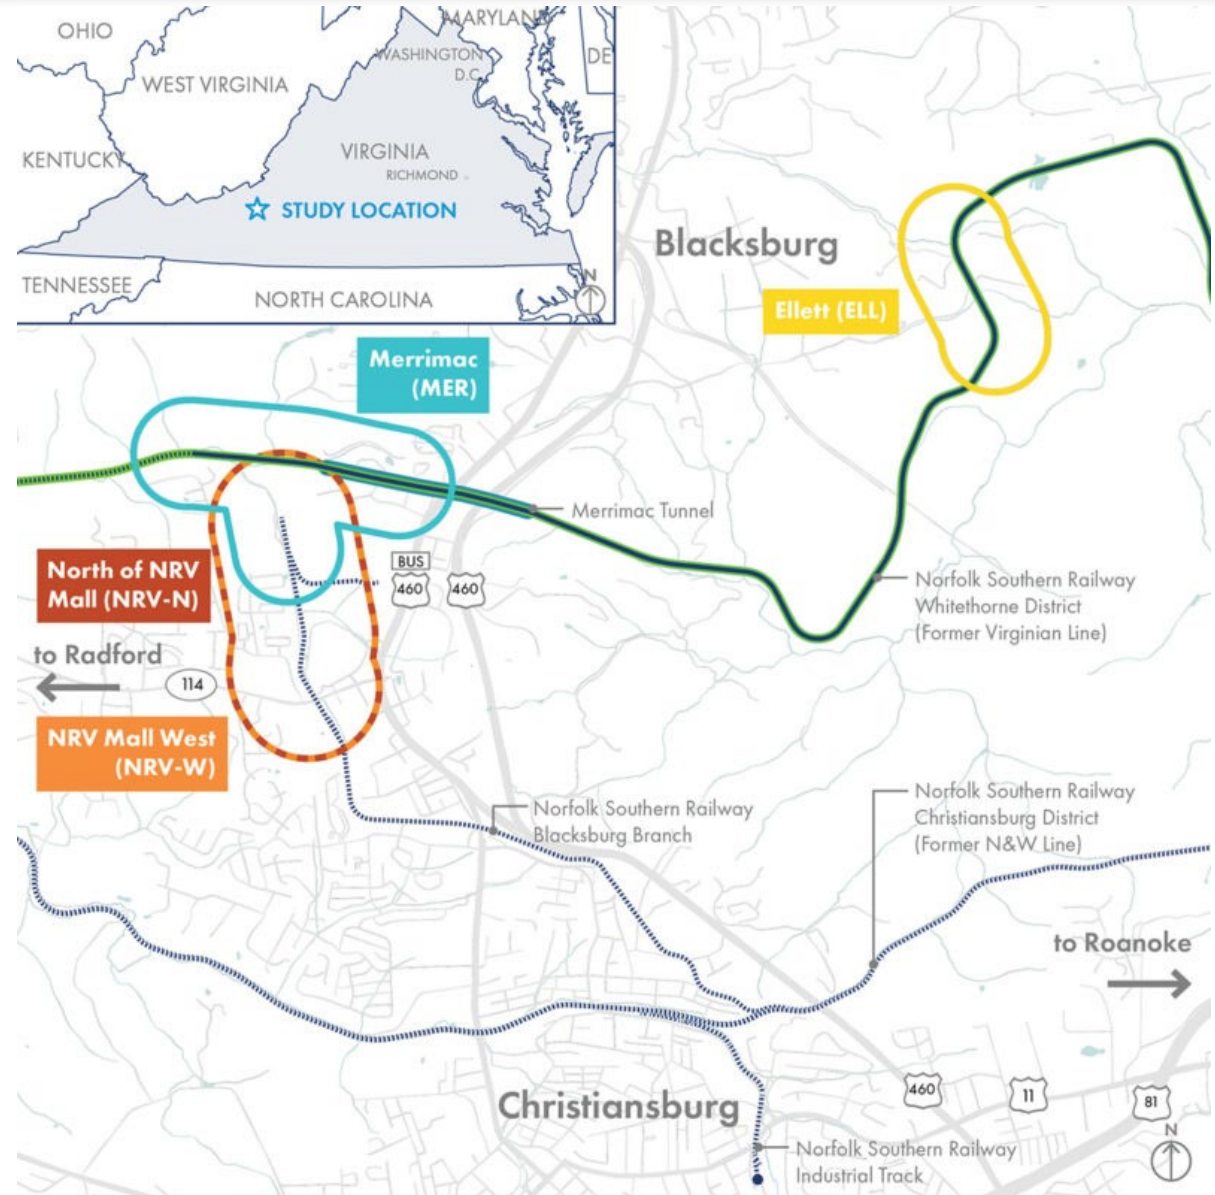 OHIO
MARYLAND
WASHINGTON
D.C.
DE
WEST VIRGINIA
KENTUCKY
VIRGINIA
RICHMOND
STUDY LOCATION
TENNESSEE
NORTH CAROLINA
N
Blacksburg
Ellett (ELL)
Merrimac
(MER)
Merrimac Tunnel
North of NRV
Mall (NRV-N)
BUS
460
460
Norfolk Southern Railway
Whitethorne District
(Former Virginian Line)
to Radford
114
NRV Mall West
(NRV-W)
Norfolk Southern Railway
Blacksburg Branch
Norfolk Southern Railway
Christiansburg District
(Former N&W Line)
to Roanoke
Christiansburg
460
11
81
N
Norfolk Southern Railway
Industrial Track